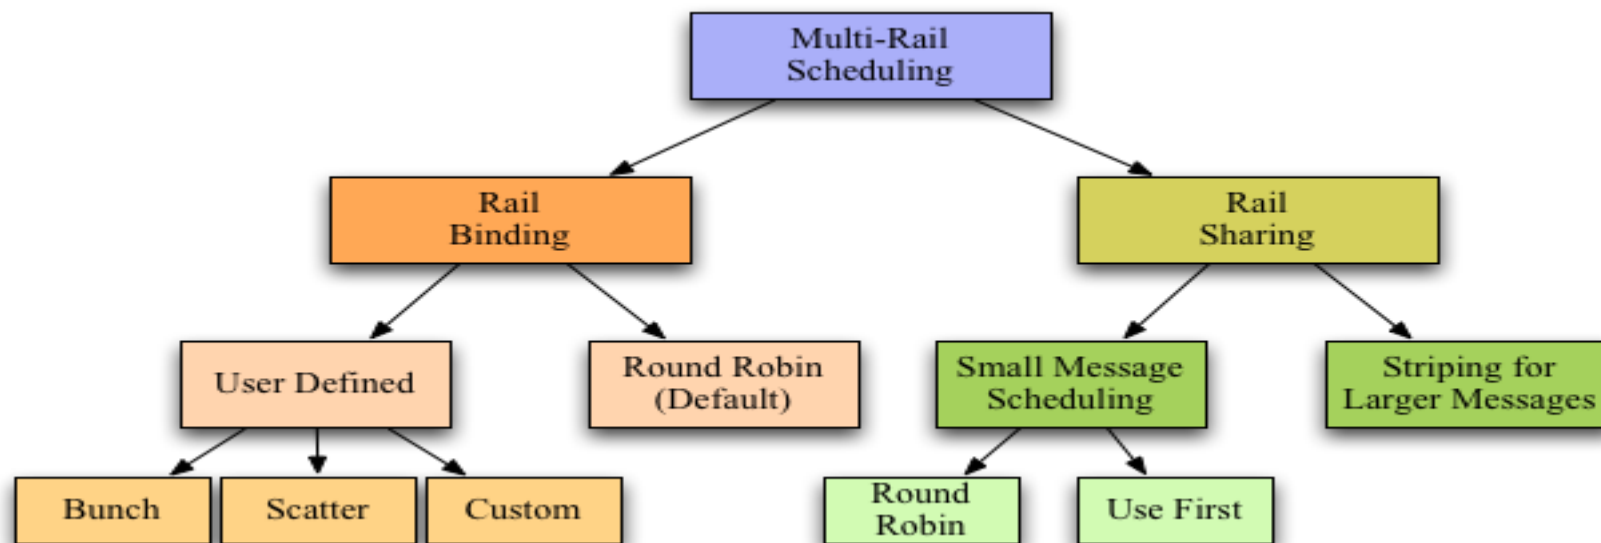 Multi-Rail
Scheduling
Rail
Binding
Rail
Sharing
User Defined
Round Robin
(Default)
Small Message
Scheduling
Striping for
Larger Messages
Bunch
Scatter
Custom
Round
Robin
Use First